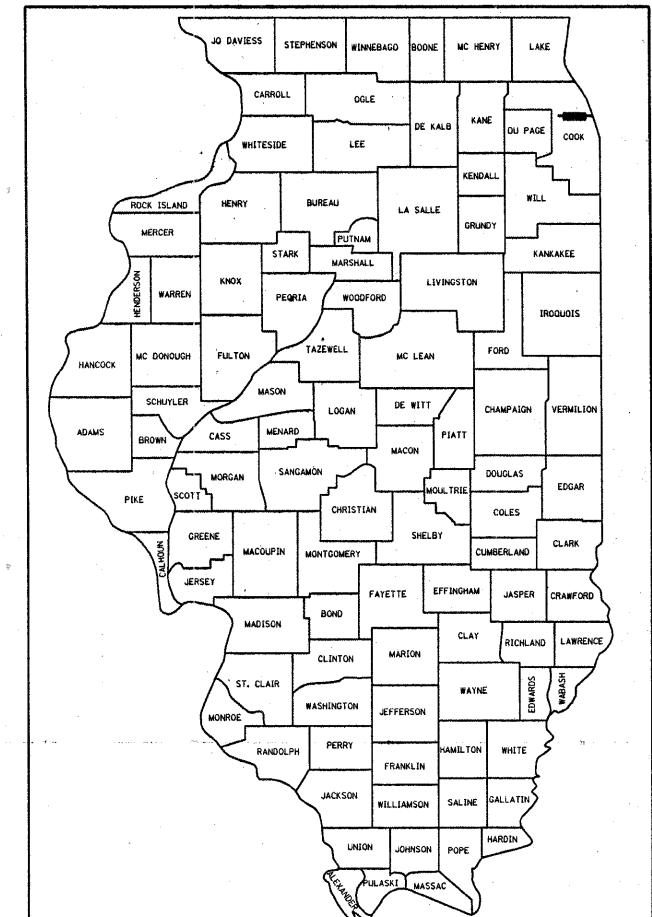 JO DAVIESS
STEPHENSON
WINNEBAGO
BOONE
MC HENRY
LAKE
CARROLL
OGLE
DE KALB
KANE
DU PAGE
COOK
WHITESIDE
LEE
KENDALL
WILL
ROCK ISLAND
HENRY
BUREAU
LA SALLE
GRUNDY
MERCER
PUTNAM
STARK
MARSHALL
KANKAKEE
HENDERSON
WARREN
KNOX
PEORIA
WOODFORD
LIVINGSTON
IROQUOIS
HANCOCK
MC DONOUGH
FULTON
TAZEWELL
MC LEAN
FORD
SCHUYLER
MASON
LOGAN
DE WITT
CHAMPAIGN
VERMILION
ADAMS
BROWN
CASS
MENARD
MACON
PIATT
PIKE
SCOTT
MORGAN
SANGAMON
CHRISTIAN
MOULTRIE
DOUGLAS
EDGAR
COLES
CALHOUN
GREENE
MACOUPIN
MONTGOMERY
SHELBY
CUMBERLAND
CLARK
JERSEY
FAYETTE
EFFINGHAM
JASPER
CRAWFORD
MADISON
BOND
CLAY
RICHLAND
LAWRENCE
CLINTON
MARION
ST. CLAIR
WAYNE
EDWARDS
WABASH
MONROE
WASHINGTON
JEFFERSON
RANDOLPH
PERRY
HAMILTON
WHITE
FRANKLIN
JACKSON
WILLIAMSON
SALINE
GALLATIN
UNION
JOHNSON
POPE
HARDIN
ALEXANDER
PULASKI
MASSAC